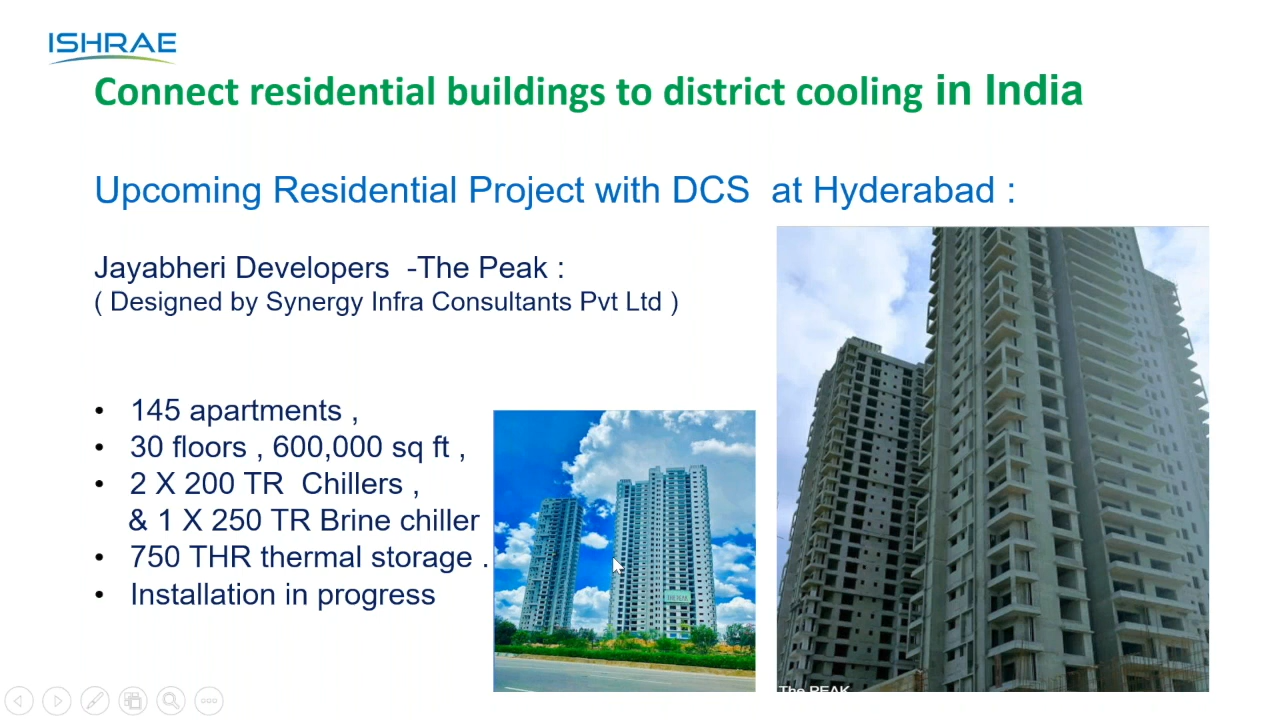 ISHRAE
Connect residential buildings to district cooling in India
Upcoming Residential Project with DCS at Hyderabad :
Jayabheri Developers -The Peak :
( Designed by Synergy Infra Consultants Pvt Ltd )
• 145 apartments ,
• 30 floors , 600,000 sq ft ,
• 2 X 200 TR Chillers ,
& 1 X 250 TR Brine chiller
• 750 THR thermal storage .
• Installation in progress
THE PEAK
The PEAK